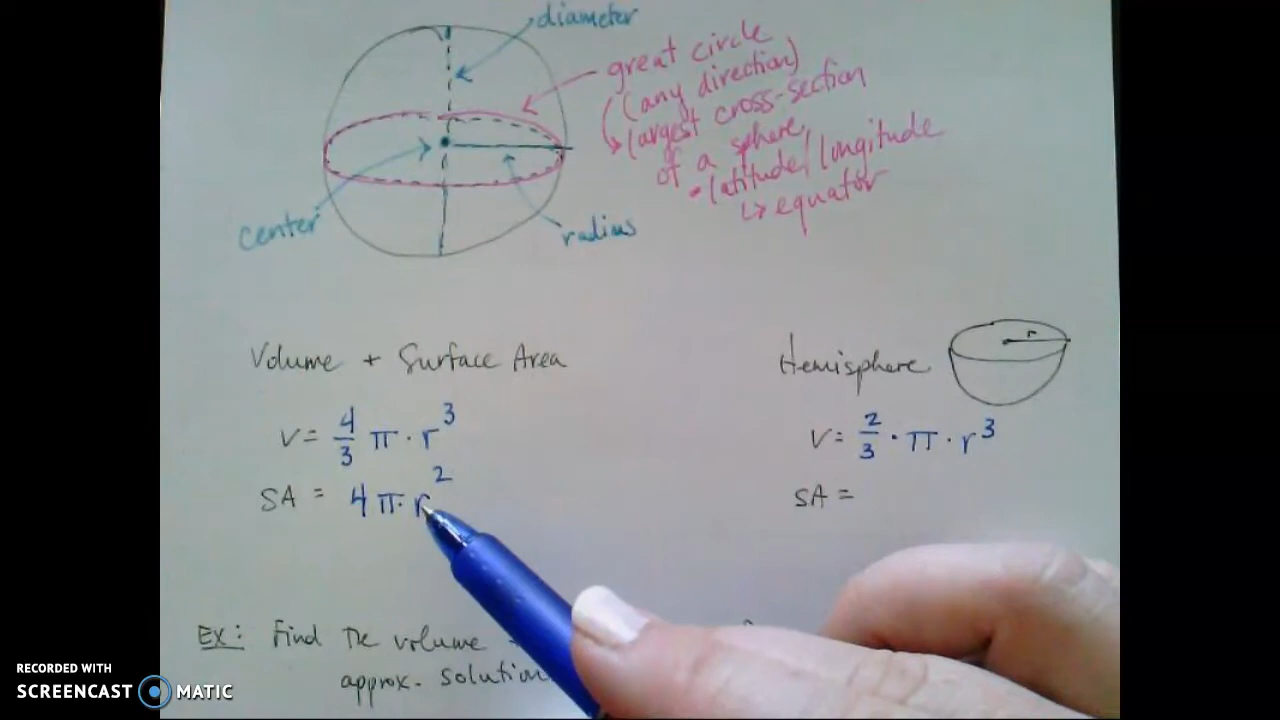 diameter
great circle
(any direction)
↳ largest cross-section
of a sphere
• latitude/longitude
↳ equator
center
radius
Volume + Surface Area
V = 4/3 π · r³
SA = 4 π · r²
Hemisphere
r
V = 2/3 · π · r³
SA =
Ex: Find the volume
approx. solution
RECORDED WITH
SCREENCAST MATIC